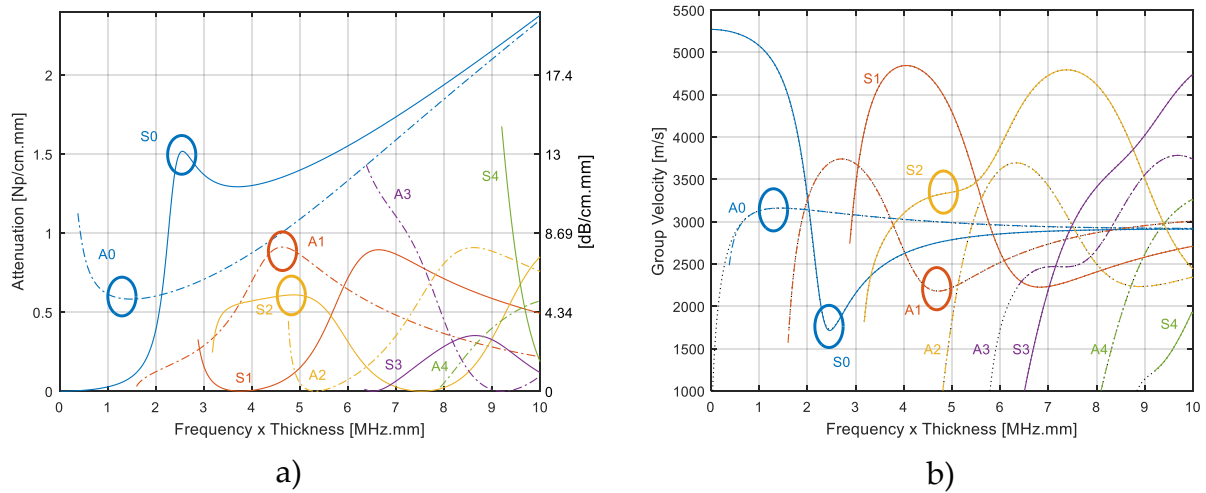 Attenuation [Np/cm.mm]
2
1.5
1
0.5
0
17.4
13
8.69
4.34
0
[dB/cm.mm]
S0
A0
A1
A3
S4
S2
S1
A2
S3
A4
0 1 2 3 4 5 6 7 8 9 10
Frequency x Thickness [MHz.mm]
a)
Group Velocity [m/s]
5500
5000
4500
4000
3500
3000
2500
2000
1500
1000
S1
S2
A0
A1
S0
A2
A3
S3
A4
S4
0 1 2 3 4 5 6 7 8 9 10
Frequency x Thickness [MHz.mm]
b)